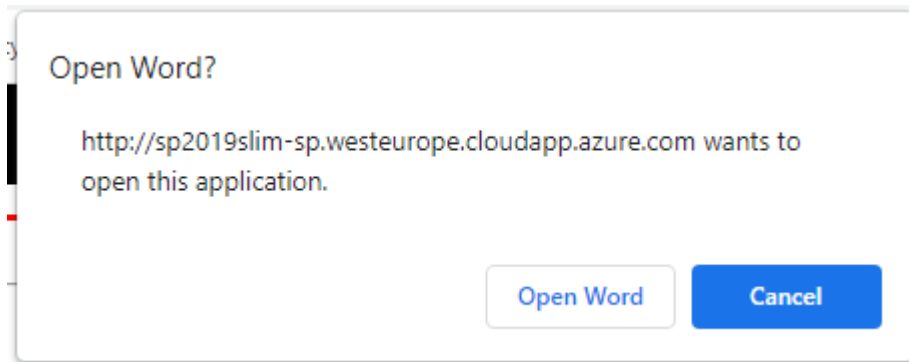 Open Word?
http://sp2019slim-sp.westeurope.cloudapp.azure.com wants to
open this application.
Open Word
Cancel